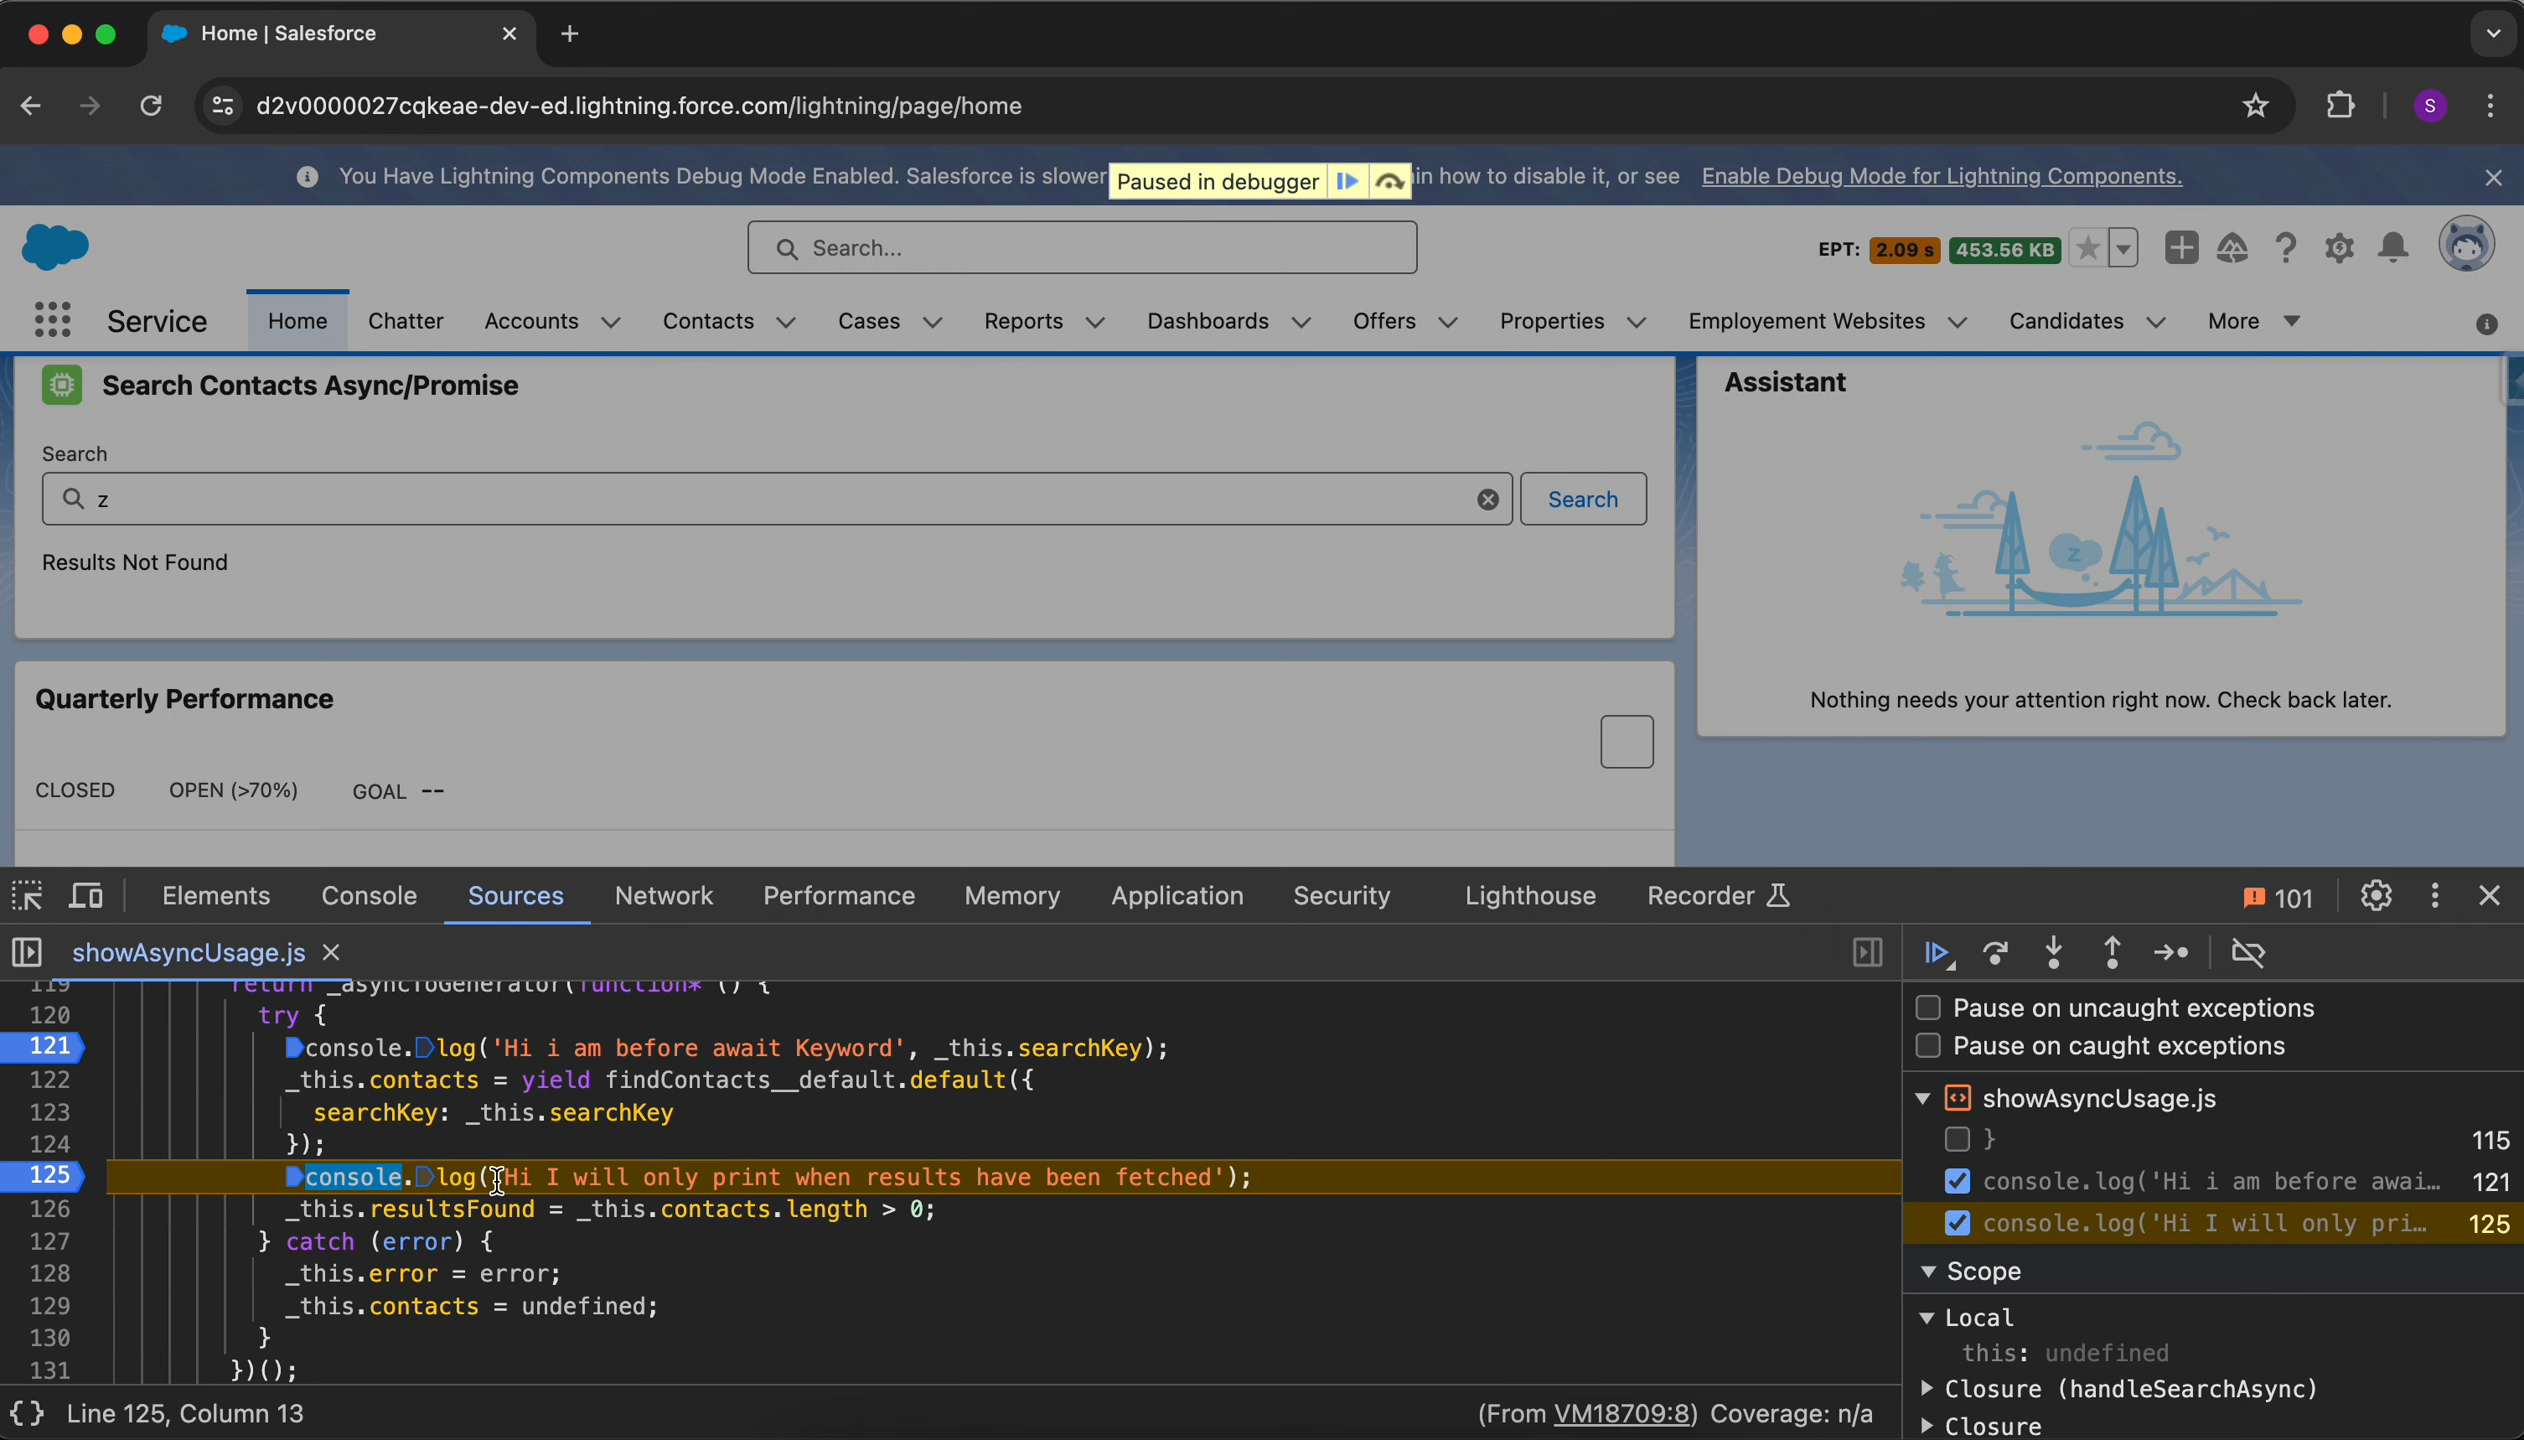 Home | Salesforce
d2v0000027cqkeae-dev-ed.lightning.force.com/lightning/page/home
You Have Lightning Components Debug Mode Enabled. Salesforce is slower
Paused in debugger
in how to disable it, or see Enable Debug Mode for Lightning Components.
S
Search...
EPT: 2.09 s 453.56 KB
Service Home Chatter Accounts Contacts Cases Reports Dashboards Offers Properties Employement Websites Candidates More
Search Contacts Async/Promise
Search
z
Search
Results Not Found
Assistant
z
Nothing needs your attention right now. Check back later.
Quarterly Performance
CLOSED OPEN (>70%) GOAL --
Elements Console Sources Network Performance Memory Application Security Lighthouse Recorder 101
showAsyncUsage.js
119 return _asyncToGenerator(function* () {
120 try {
121 console.log('Hi i am before await Keyword', _this.searchKey);
122 _this.contacts = yield findContacts__default.default({
123 searchKey: _this.searchKey
124 });
125 console.log('Hi I will only print when results have been fetched');
126 _this.resultsFound = _this.contacts.length > 0;
127 } catch (error) {
128 _this.error = error;
129 _this.contacts = undefined;
130 }
131 })();
{} Line 125, Column 13
(From VM18709:8) Coverage: n/a
Pause on uncaught exceptions
Pause on caught exceptions
showAsyncUsage.js
} 115
console.log('Hi i am before awai… 121
console.log('Hi I will only pri… 125
Scope
Local
this: undefined
Closure (handleSearchAsync)
Closure